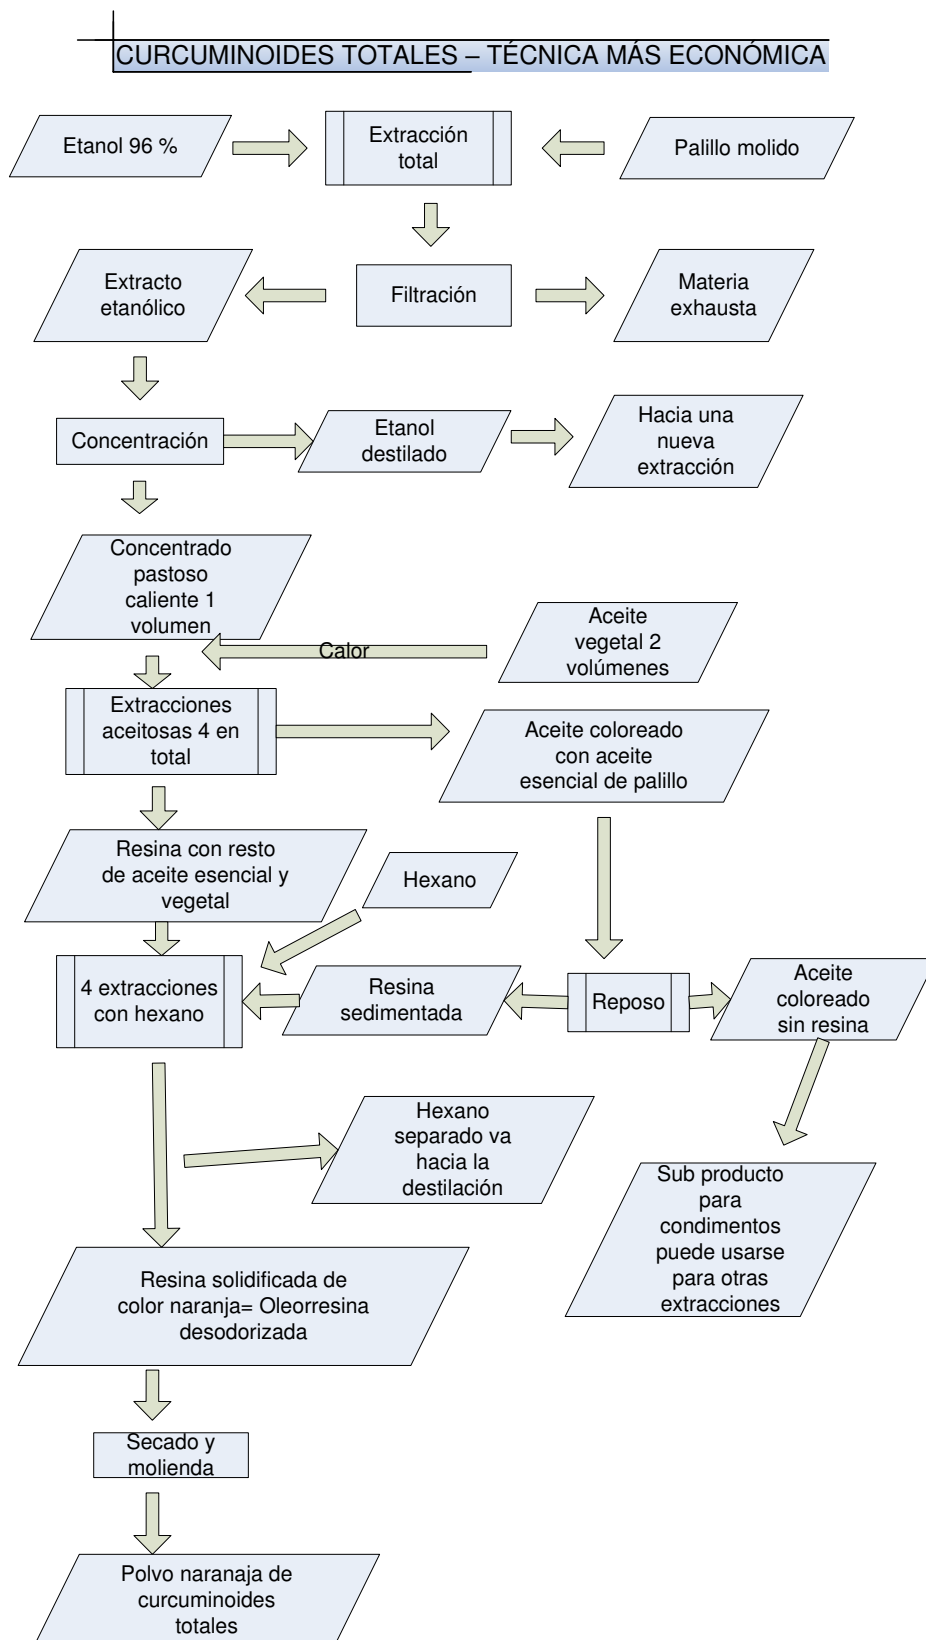 CURCUMINOIDES TOTALES – TÉCNICA MÁS ECONÓMICA
Etanol 96 %
Extracción
total
Palillo molido
Extracto
etanólico
Filtración
Materia
exhausta
Concentración
Etanol
destilado
Hacia una
nueva
extracción
Concentrado
pastoso
caliente 1
volumen
Calor
Aceite
vegetal 2
volúmenes
Extracciones
aceitosas 4 en
total
Aceite coloreado
con aceite
esencial de palillo
Resina con resto
de aceite esencial y
vegetal
Hexano
4 extracciones
con hexano
Resina
sedimentada
Reposo
Aceite
coloreado
sin resina
Hexano
separado va
hacia la
destilación
Sub producto
para
condimentos
puede usarse
para otras
extracciones
Resina solidificada de
color naranja= Oleorresina
desodorizada
Secado y
molienda
Polvo naranaja de
curcuminoides
totales